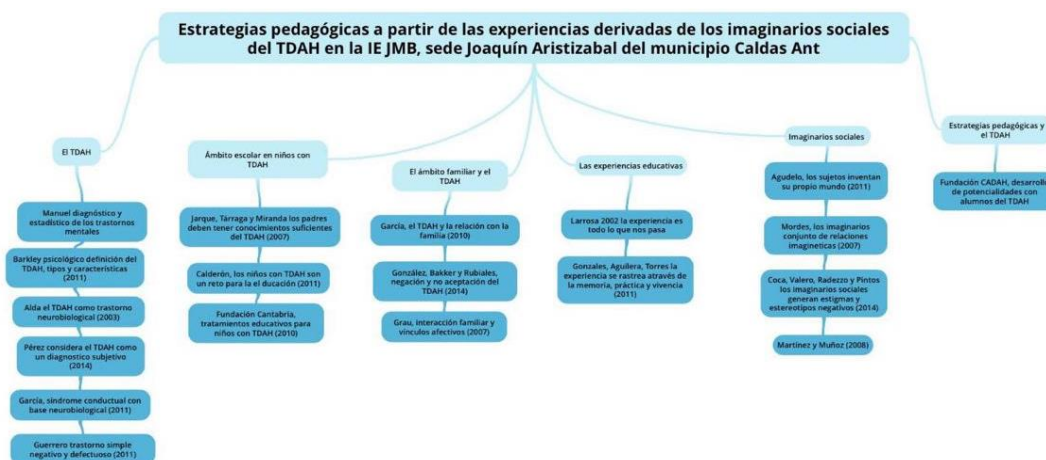 Estrategias pedagógicas a partir de las experiencias derivadas de los imaginarios sociales
del TDAH en la IE JMB, sede Joaquín Aristizabal del municipio Caldas Ant
El TDAH
Manuel diagnóstico y
estadístico de los trastornos
mentales
Barkley psicológico definición del
TDAH, tipos y características
(2011)
Alda el TDAH como trastorno
neurobiológico (2003)
Pérez considera el TDAH como
un diagnostico subjetivo
(2014)
García, síndrome conductual con
base neurobiológica (2011)
Guerrero trastorno simple
negativo y defectuoso (2011)
Ámbito escolar en niños con
TDAH
Jarque, Tárraga y Miranda los padres
deben tener conocimientos suficientes
del TDAH (2007)
Calderón, los niños con TDAH son
un reto para la el ducación (2011)
Fundación Cantabria,
tratamientos educativos para
niños con TDAH (2010)
El ámbito familiar y el
TDAH
García, el TDAH y la relación con la
familia (2010)
González, Bakker y Rubiales,
negación y no aceptación del
TDAH (2014)
Grau, interacción familiar y
vínculos afectivos (2007)
Las experiencias educativas
Larrosa 2002 la experiencia es
todo lo que nos pasa
Gonzales, Aguilera, Torres la
experiencia se rastrea através de
la memoria, práctica y vivencia
(2011)
Imaginarios sociales
Agudelo, los sujetos inventan
su propio mundo (2011)
Mordes, los imaginarios
conjunto de relaciones
imagineticas (2007)
Coca, Valero, Radezzo y Pintos
los imaginarios sociales
generan estigmas y
estereotipos negativos (2014)
Martínez y Muñoz (2008)
Estrategias pedagógicas y
el TDAH
Fundación CADAH, desarrollo
de potencialidades con
alumnos del TDAH